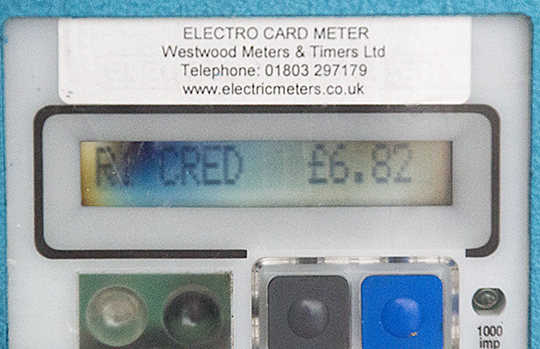 ELECTRO CARD METER
Westwood Meters & Timers Ltd
Telephone: 01803 297179
www.electricmeters.co.uk
CRED £6.82
1000
imp